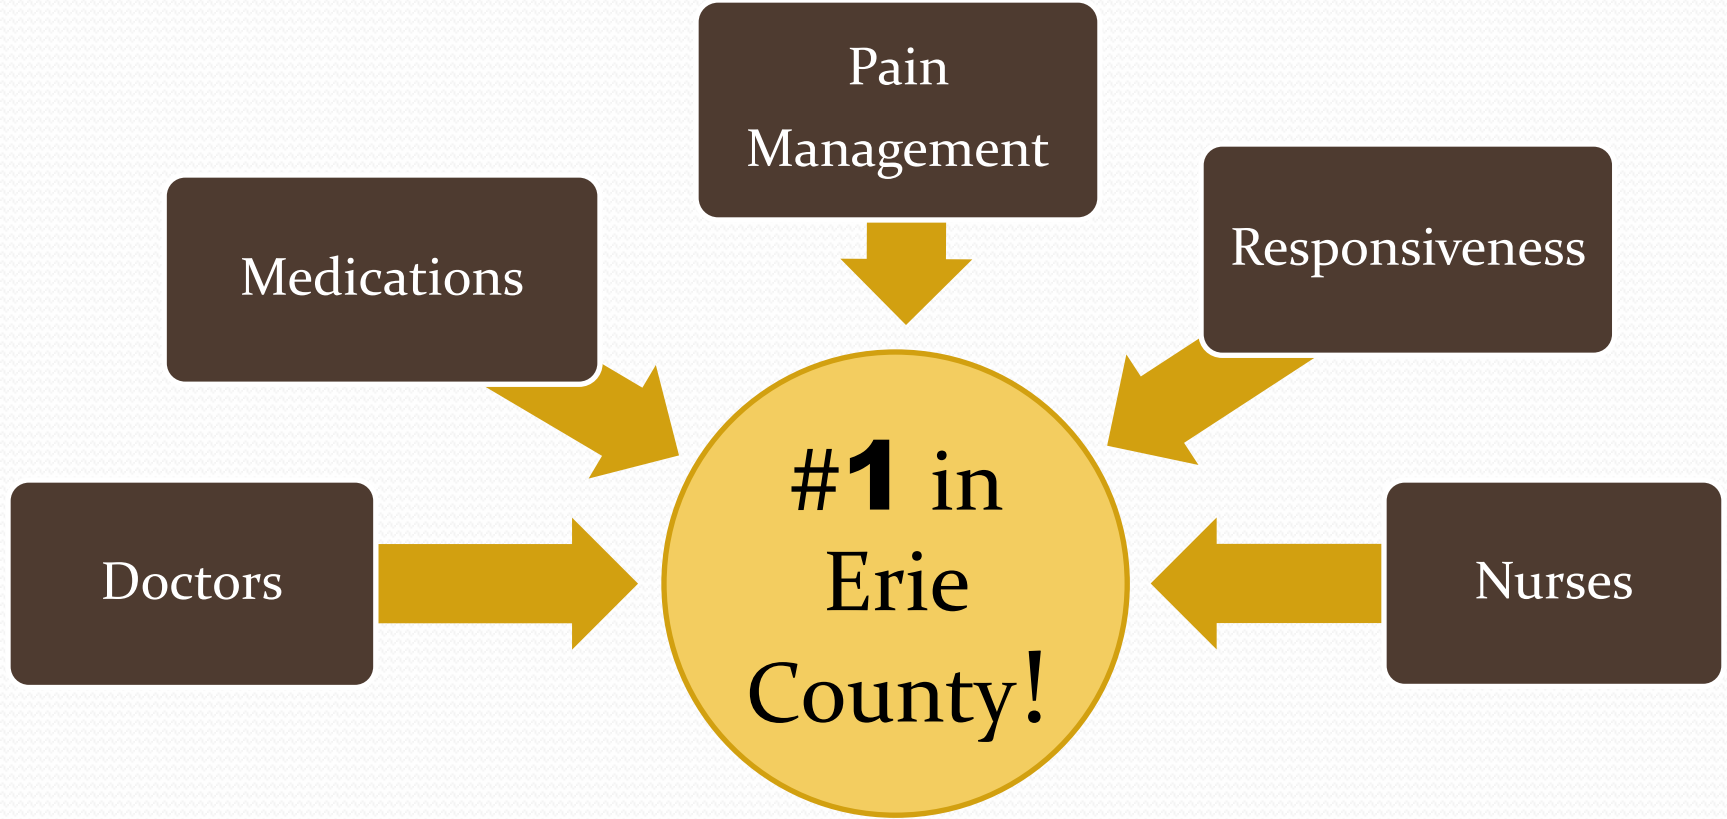 Pain
Management
Responsiveness
Medications
#1 in
Erie
County!
Doctors
Nurses